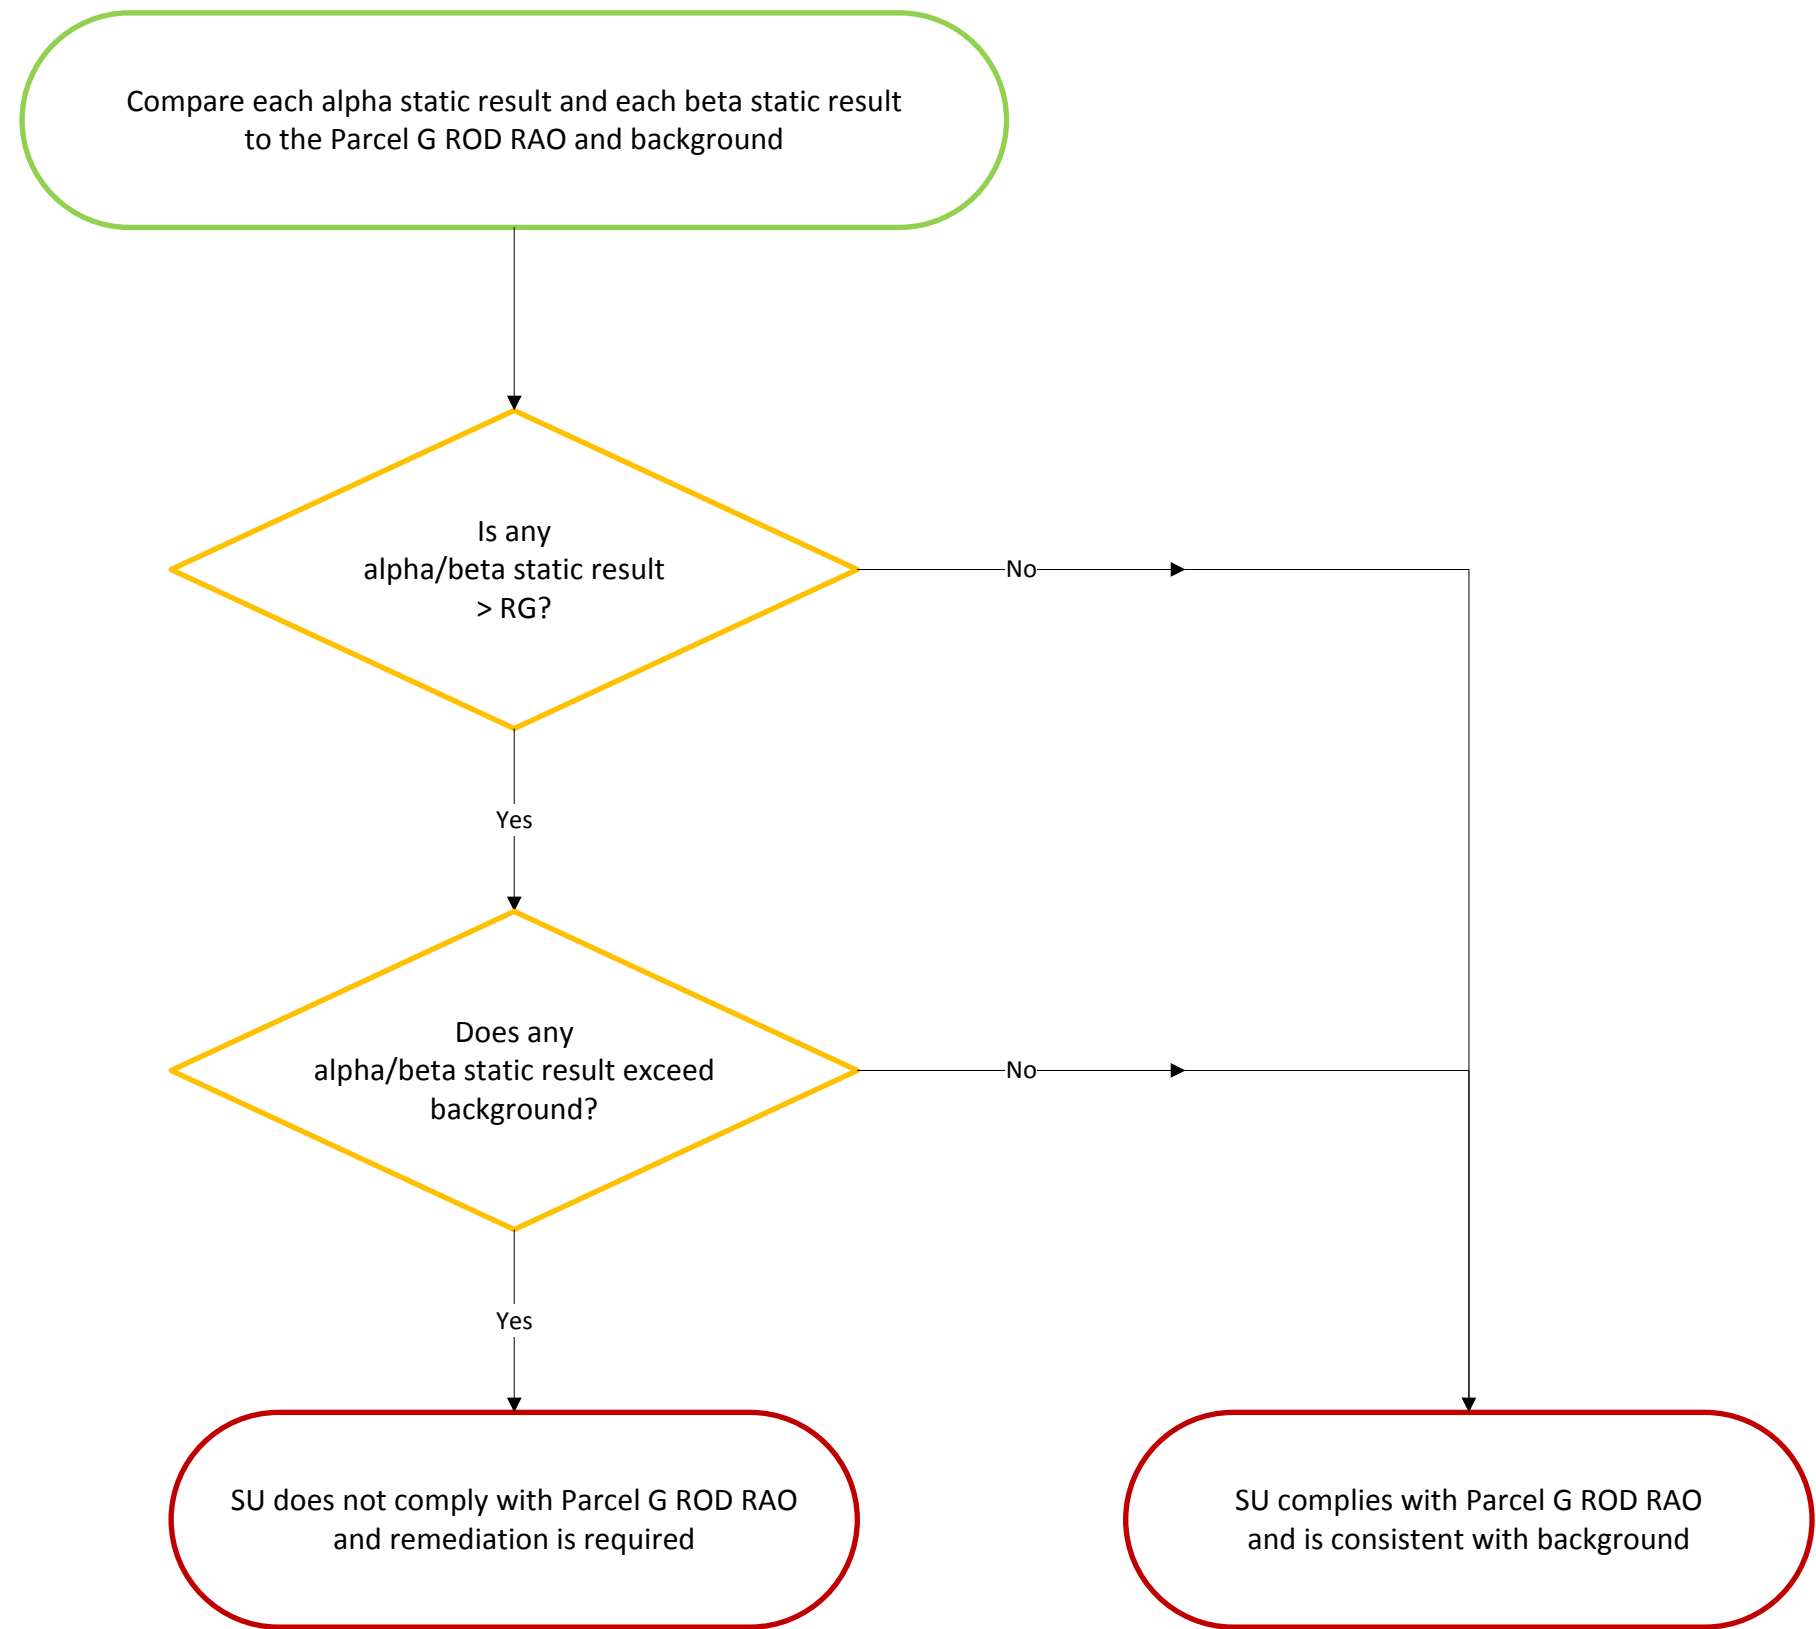 Compare each alpha static result and each beta static result
to the Parcel G ROD RAO and background
Is any
alpha/beta static result
> RG?
No
Yes
Does any
alpha/beta static result exceed
background?
No
Yes
SU does not comply with Parcel G ROD RAO
and remediation is required
SU complies with Parcel G ROD RAO
and is consistent with background